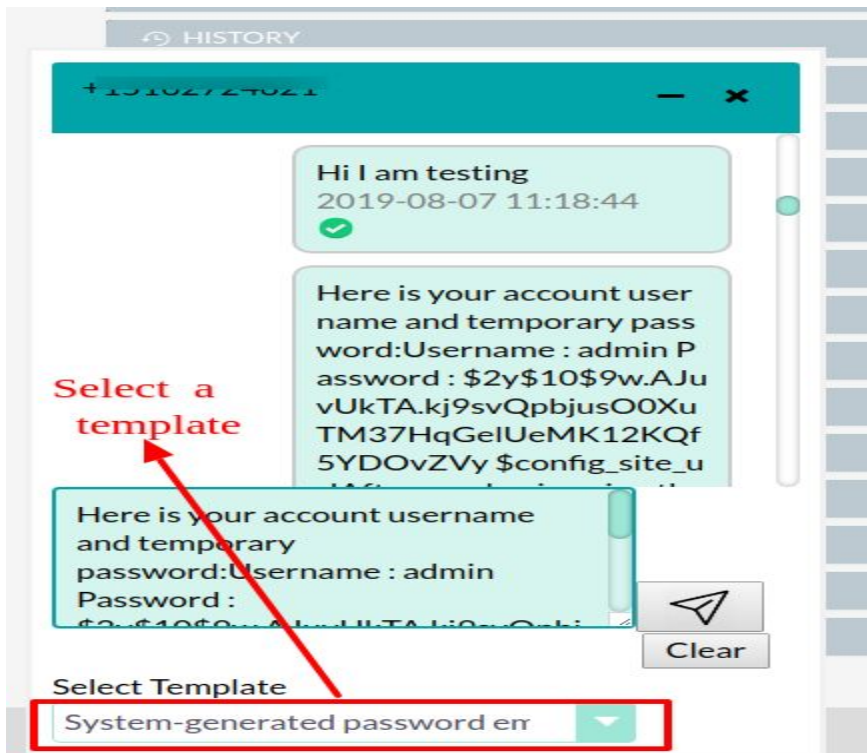 HISTORY
Hi I am testing
2019-08-07 11:18:44
Here is your account user
name and temporary pass
word:Username : admin P
assword : $2y$10$9w.AJu
vUkTA.kj9svQpbjusO0Xu
TM37HqGelUeMK12KQf
5YDOvZVy $config_site_u
Select a
template
Here is your account username
and temporary
password:Username : admin
Password :
Clear
Select Template
System-generated password em